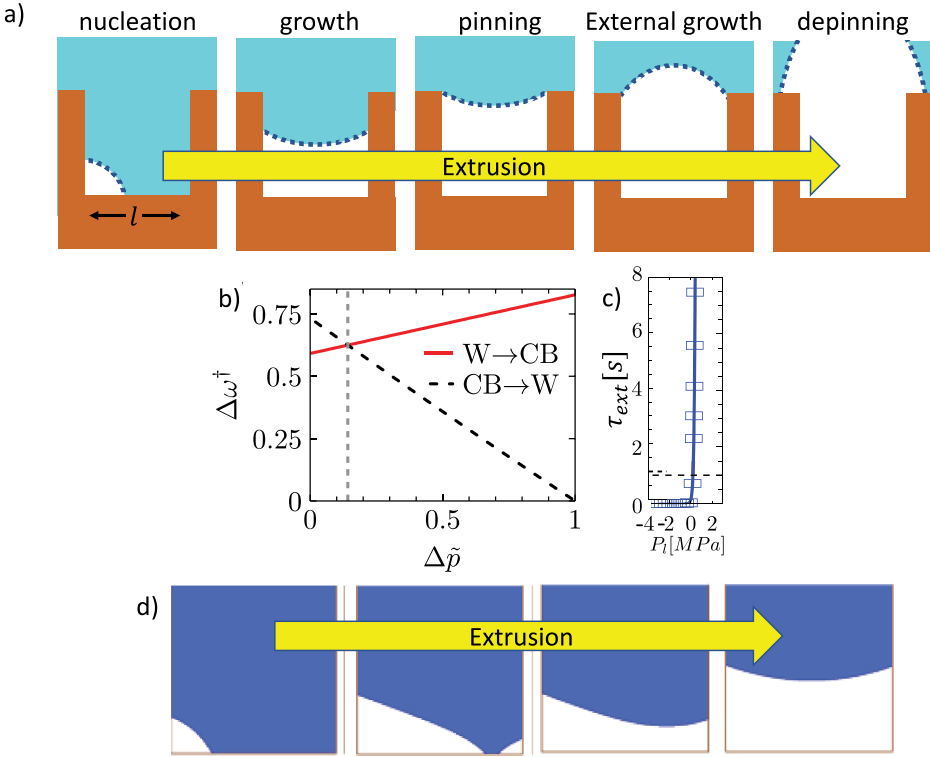 a)
nucleation growth pinning External growth depinning
Extrusion
l
b)
0.75
0.5
0.25
0
Δω†
W→CB
CB→W
0 0.5 1
Δp̃
c)
8
6
4
2
0
τext[s]
-4 -2 0 2
Pl[MPa]
d)
Extrusion